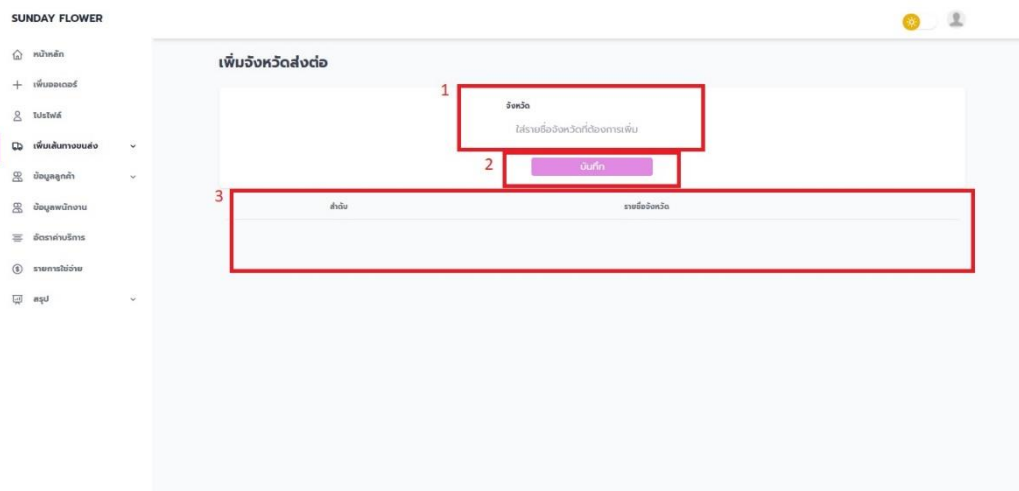 SUNDAY FLOWER
หน้าหลัก
เพิ่มออเดอร์
โปรไฟล์
เพิ่มเส้นทางขนส่ง
ข้อมูลลูกค้า
ข้อมูลพนักงาน
อัตราค่าบริการ
รายการใช้จ่าย
สรุป
เพิ่มจังหวัดส่งต่อ
1
จังหวัด
ใส่รายชื่อจังหวัดที่ต้องการเพิ่ม
2
บันทึก
3
ลำดับ รายชื่อจังหวัด